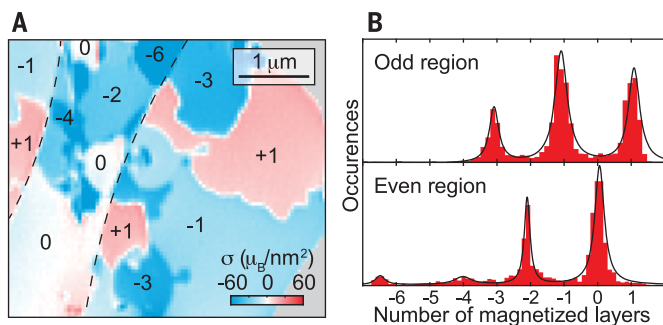 A
B
0
-6
-1
-3
1 μm
-2
-4
+1
0
+1
0
+1
-1
-3
σ (μB/nm²)
-60 0 60
Odd region
Even region
Occurences
-6 -5 -4 -3 -2 -1 0 1
Number of magnetized layers